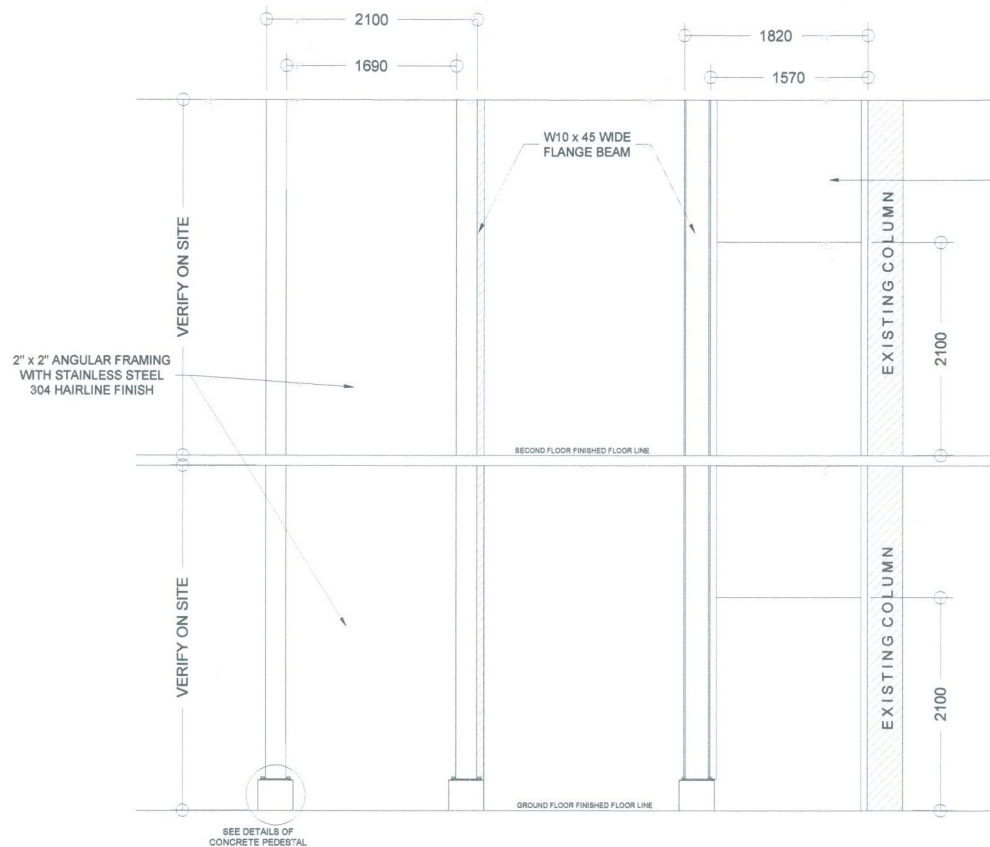 2100
1820
1690
1570
W10 x 45 WIDE
FLANGE BEAM
VERIFY ON SITE
EXISTING COLUMN
2100
2" x 2" ANGULAR FRAMING
WITH STAINLESS STEEL
304 HAIRLINE FINISH
SECOND FLOOR FINISHED FLOOR LINE
VERIFY ON SITE
EXISTING COLUMN
2100
GROUND FLOOR FINISHED FLOOR LINE
SEE DETAILS OF
CONCRETE PEDESTAL